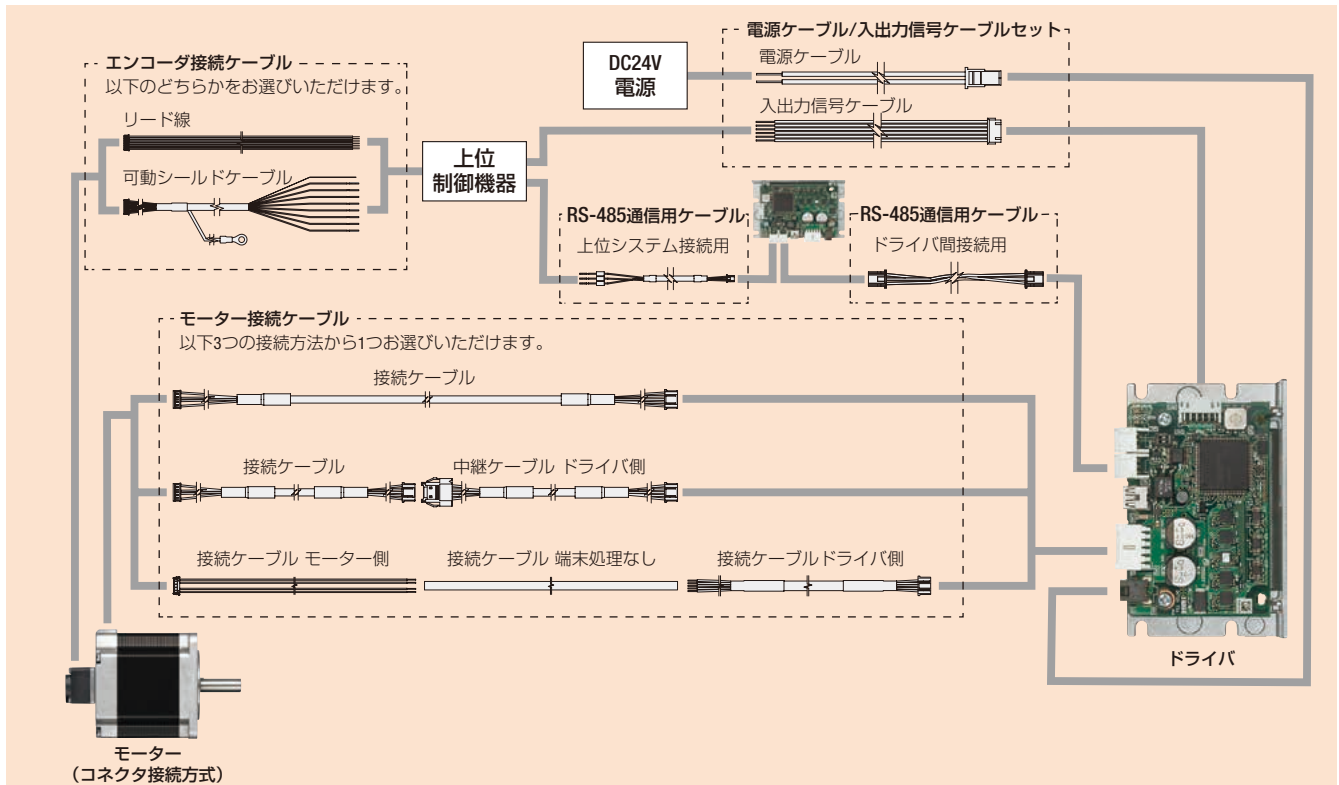 エンコーダ接続ケーブル
以下のどちらかをお選びいただけます。
リード線
可動シールドケーブル
DC24V
電源
電源ケーブル/入出力信号ケーブルセット
電源ケーブル
入出力信号ケーブル
上位
制御機器
RS-485通信用ケーブル
上位システム接続用
RS-485通信用ケーブル
ドライバ間接続用
モーター接続ケーブル
以下3つの接続方法から1つお選びいただけます。
接続ケーブル
接続ケーブル
中継ケーブル ドライバ側
接続ケーブル モーター側
接続ケーブル 端末処理なし
接続ケーブルドライバ側
ドライバ
モーター
（コネクタ接続方式）